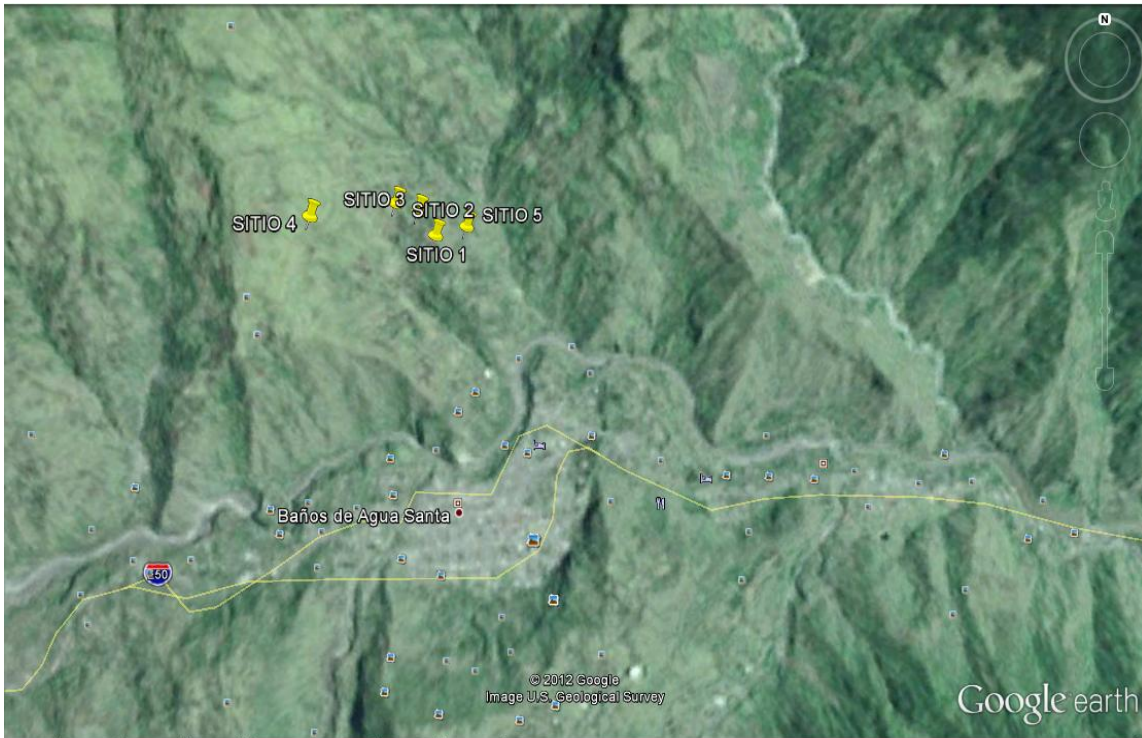 N
SITIO 3
SITIO 2
SITIO 4
SITIO 5
SITIO 1
Baños de Agua Santa
E50
© 2012 Google
Image U.S. Geological Survey
Google earth